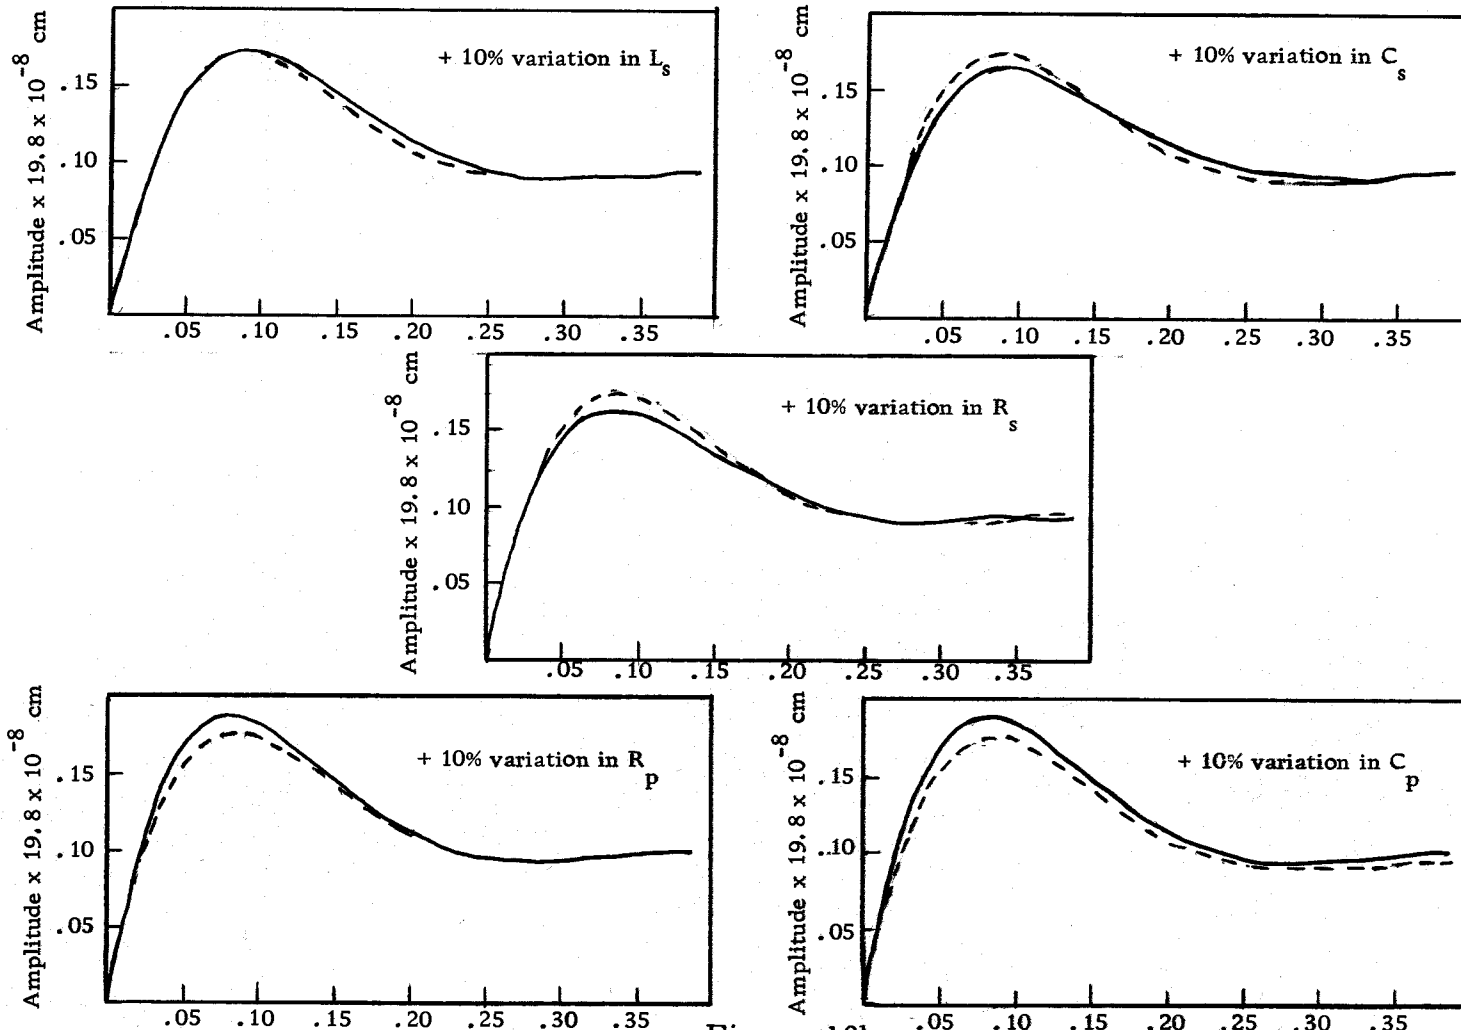 Amplitude x 19.8 x 10⁻⁸ cm
+ 10% variation in Lₛ
.15
.10
.05
.05 .10 .15 .20 .25 .30 .35
Amplitude x 19.8 x 10⁻⁸ cm
+ 10% variation in Cₛ
.15
.10
.05
.05 .10 .15 .20 .25 .30 .35
Amplitude x 19.8 x 10⁻⁸ cm
+ 10% variation in Rₛ
.15
.10
.05
.05 .10 .15 .20 .25 .30 .35
Amplitude x 19.8 x 10⁻⁸ cm
+ 10% variation in Rₚ
.15
.10
.05
.05 .10 .15 .20 .25 .30 .35
Amplitude x 19.8 x 10⁻⁸ cm
+ 10% variation in Cₚ
.15
.10
.05
.05 .10 .15 .20 .25 .30 .35